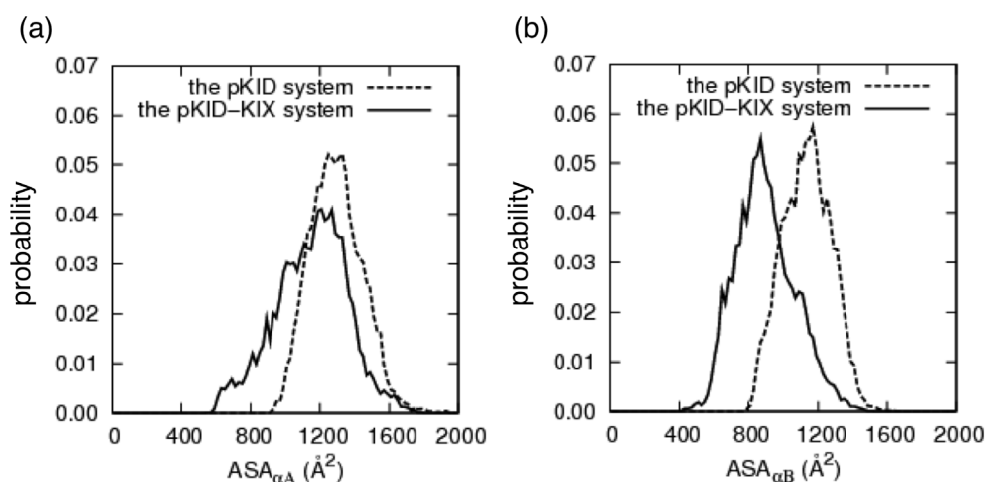 (a)
0.07
0.06
0.05
0.04
0.03
0.02
0.01
0.00
probability
the pKID system
the pKID–KIX system
0 400 800 1200 1600 2000
ASAαA (Å²)
(b)
0.07
0.06
0.05
0.04
0.03
0.02
0.01
0.00
probability
the pKID system
the pKID–KIX system
0 400 800 1200 1600 2000
ASAαB (Å²)